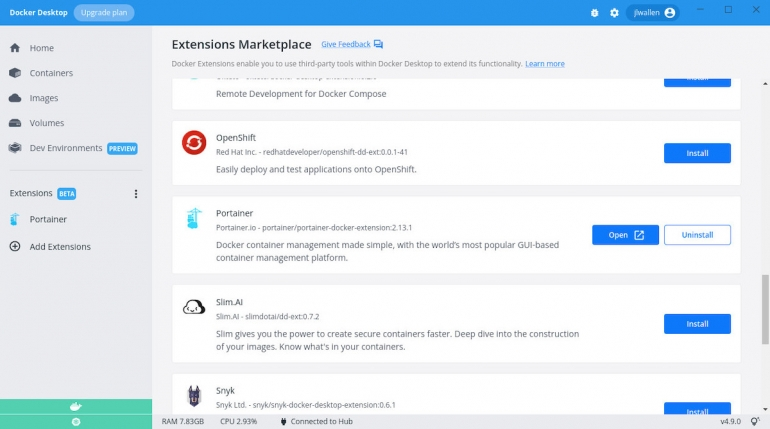 Docker Desktop
Upgrade plan
jlwallen
Home
Containers
Images
Volumes
Dev Environments
PREVIEW
Extensions
BETA
Portainer
Add Extensions
Extensions Marketplace
Give Feedback
Docker Extensions enable you to use third-party tools within Docker Desktop to extend its functionality. Learn more
Install
Remote Development for Docker Compose
OpenShift
Red Hat Inc. - redhatdeveloper/openshift-dd-ext:0.0.1-41
Easily deploy and test applications onto OpenShift.
Install
Portainer
Portainer.io - portainer/portainer-docker-extension:2.13.1
Docker container management made simple, with the world's most popular GUI-based
container management platform.
Open
Uninstall
Slim.AI
Slim.AI - slimdotai/dd-ext:0.7.2
Slim gives you the power to create secure containers faster. Deep dive into the construction
of your images. Know what's in your containers.
Install
Snyk
Snyk Ltd. - snyk/snyk-docker-desktop-extension:0.6.1
Install
RAM 7.83GB
CPU 2.93%
Connected to Hub
v4.9.0